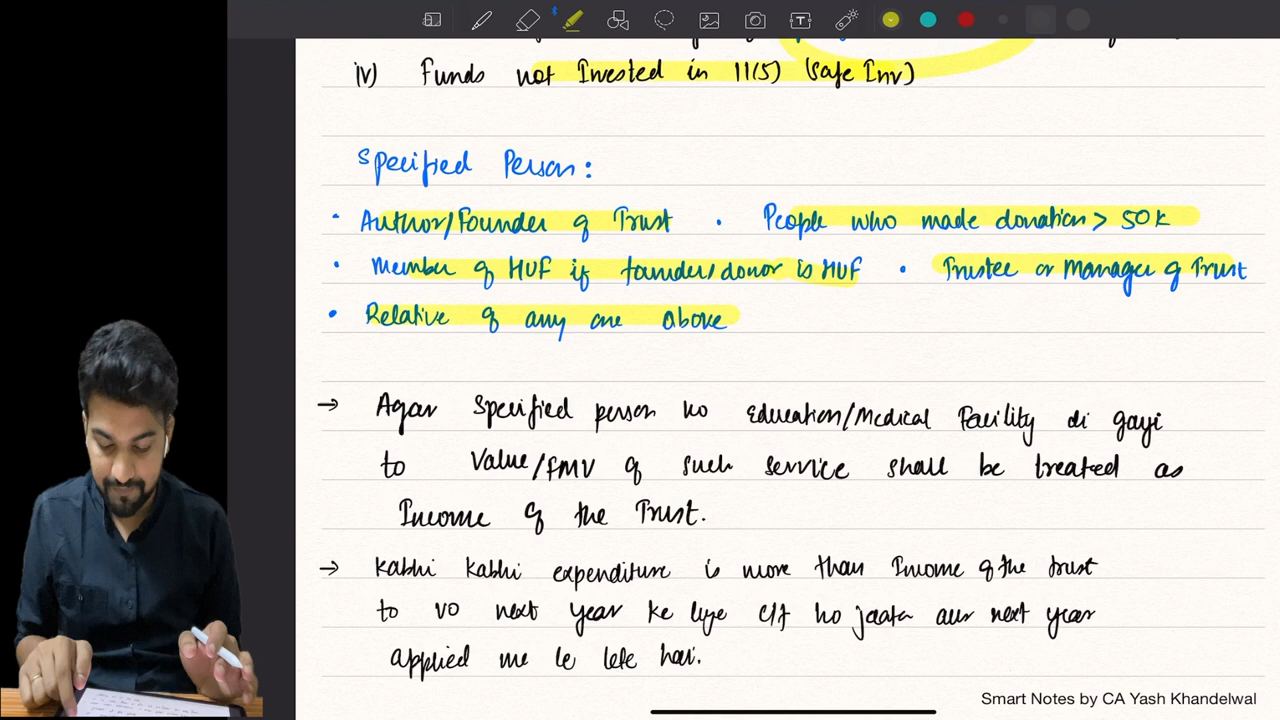 iv) Funds not Invested in 11(5) (Safe Inv)
Specified Person:
• Author/Founder of Trust • People who made donation > 50k
• Member of HUF if founder/donor is HUF • Trustee or Manager of Trust
• Relative of any one above
→ Agar Specified person ko Education/Medical Facility di gayi
to Value/FMV of such service shall be treated as
Income of the Trust.
→ Kabhi Kabhi expenditure is more than Income of the trust
to vo next year ke liye c/f ho jaata aur next year
applied me le lete hai.
Smart Notes by CA Yash Khandelwal